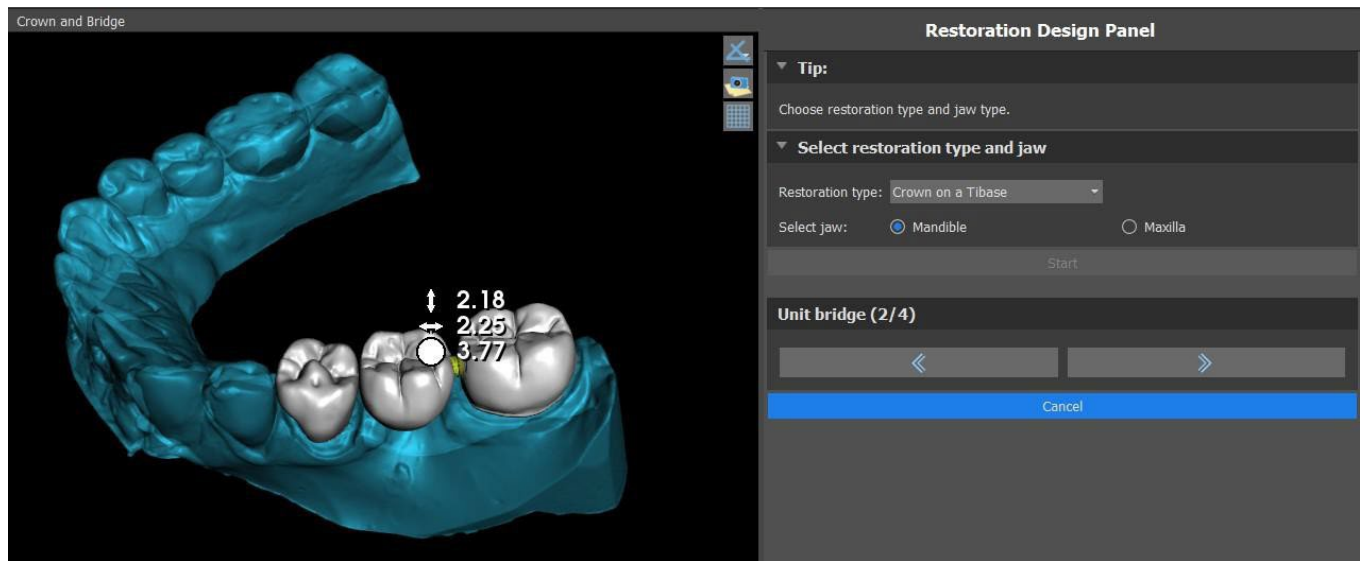 Crown and Bridge
2.18
2.25
3.77
Restoration Design Panel
Tip:
Choose restoration type and jaw type.
Select restoration type and jaw
Restoration type: Crown on a Tibase
Select jaw: Mandible Maxilla
Start
Unit bridge (2/4)
Cancel